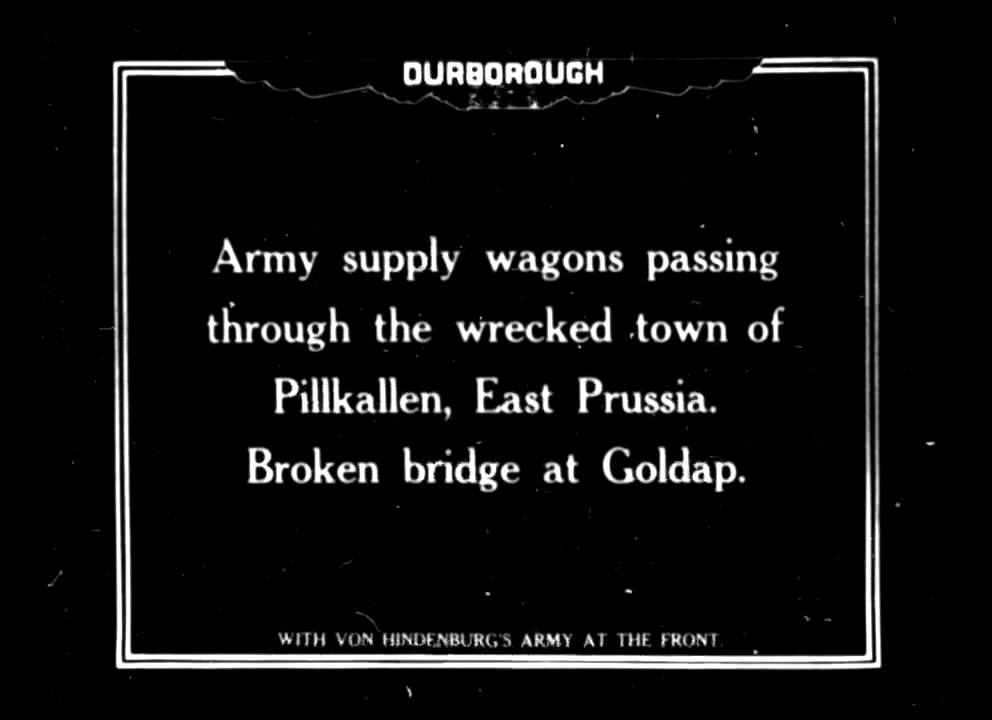 DURBOROUGH
Army supply wagons passing
through the wrecked town of
Pillkallen, East Prussia.
Broken bridge at Goldap.
WITH VON HINDENBURG'S ARMY AT THE FRONT